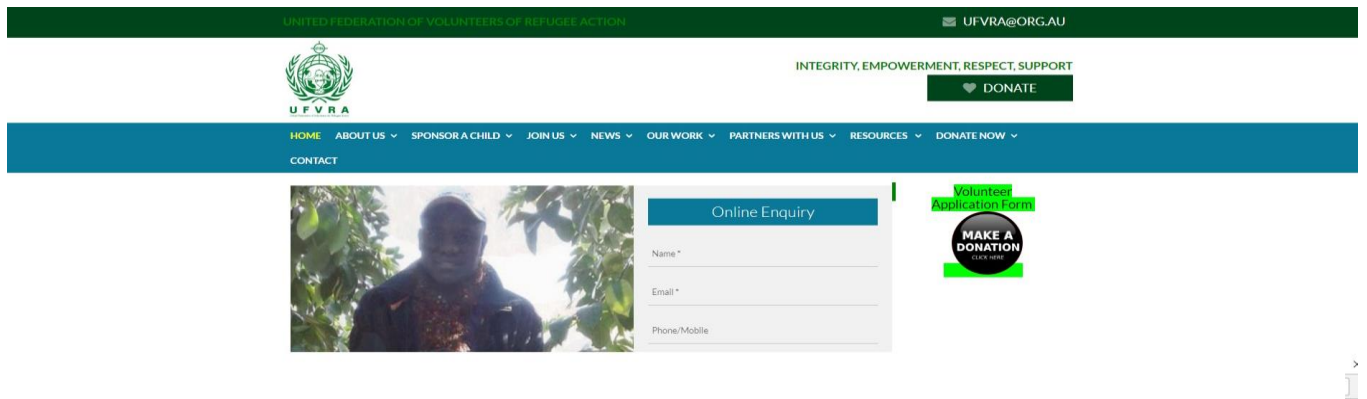 UNITED FEDERATION OF VOLUNTEERS OF REFUGEE ACTION
UFVRA@ORG.AU
INTEGRITY, EMPOWERMENT, RESPECT, SUPPORT
DONATE
UFVRA
HOME ABOUT US SPONSOR A CHILD JOIN US NEWS OUR WORK PARTNERS WITH US RESOURCES DONATE NOW
CONTACT
Online Enquiry
Name *
Email *
Phone/Moblle
Volunteer
Application Form
MAKE A
DONATION
CLICK HERE